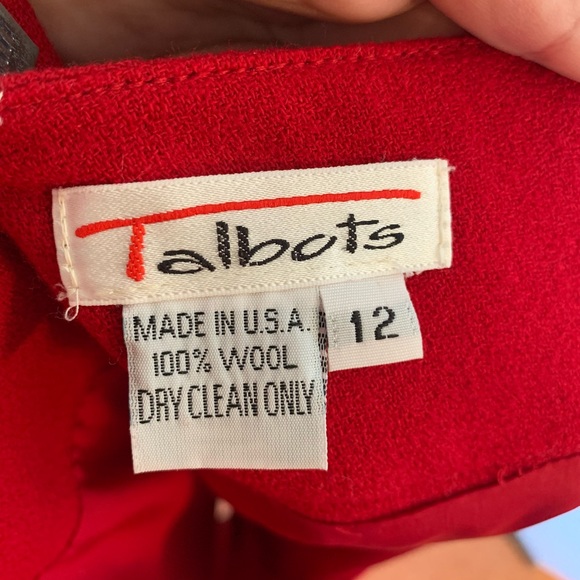 Talbots
MADE IN U.S.A.
100% WOOL
DRY CLEAN ONLY
12